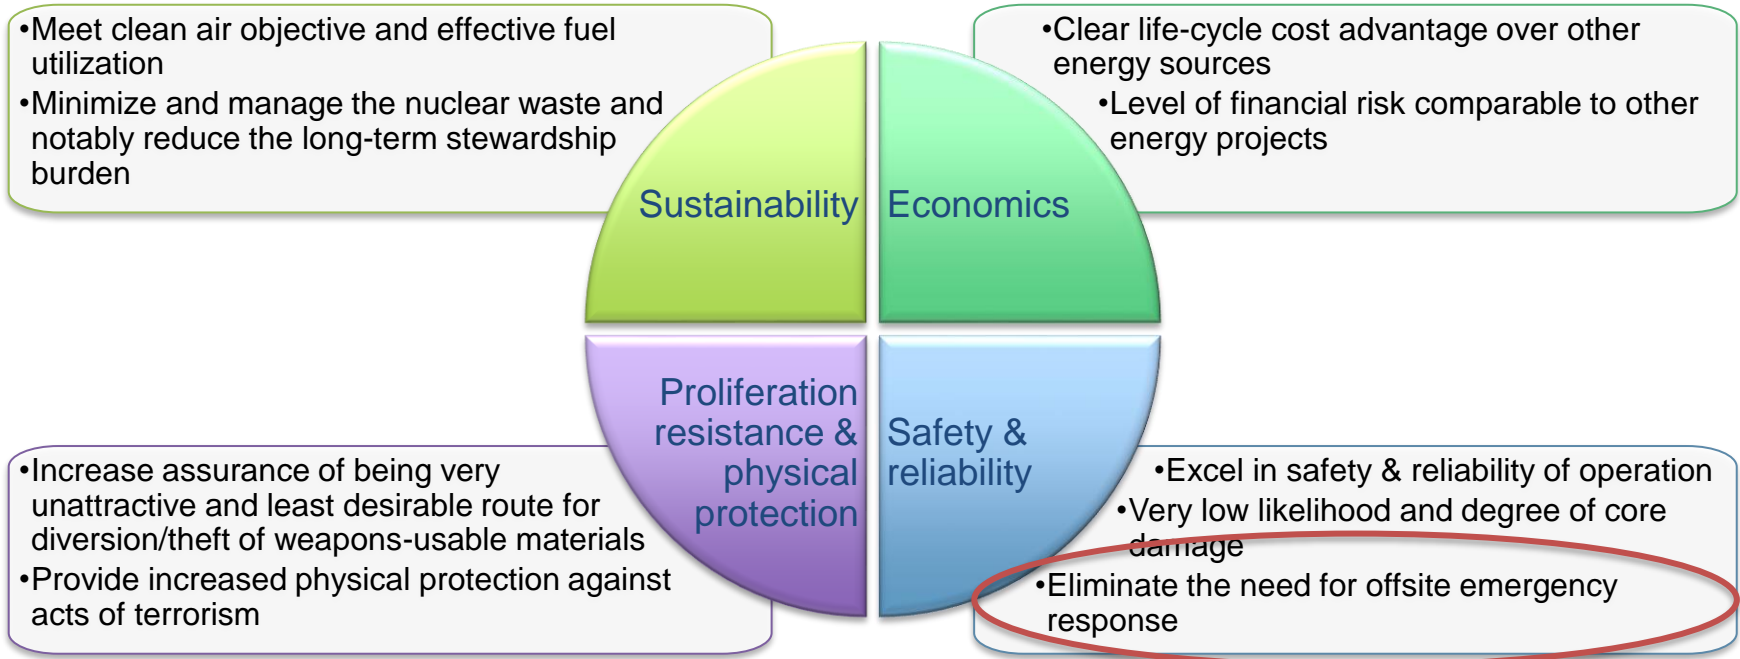 •Meet clean air objective and effective fuel
utilization
•Minimize and manage the nuclear waste and
notably reduce the long-term stewardship
burden
•Clear life-cycle cost advantage over other
energy sources
•Level of financial risk comparable to other
energy projects
Sustainability
Economics
Proliferation
resistance &
physical
protection
Safety &
reliability
•Increase assurance of being very
unattractive and least desirable route for
diversion/theft of weapons-usable materials
•Provide increased physical protection against
acts of terrorism
•Excel in safety & reliability of operation
•Very low likelihood and degree of core
damage
•Eliminate the need for offsite emergency
response